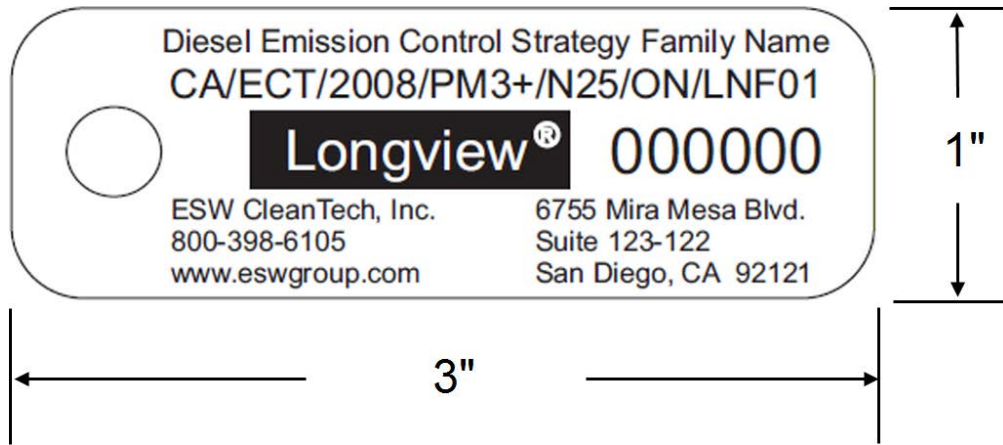 Diesel Emission Control Strategy Family Name
CA/ECT/2008/PM3+/N25/ON/LNF01
Longview® 000000
ESW CleanTech, Inc.
800-398-6105
www.eswgroup.com
6755 Mira Mesa Blvd.
Suite 123-122
San Diego, CA 92121
1"
3"